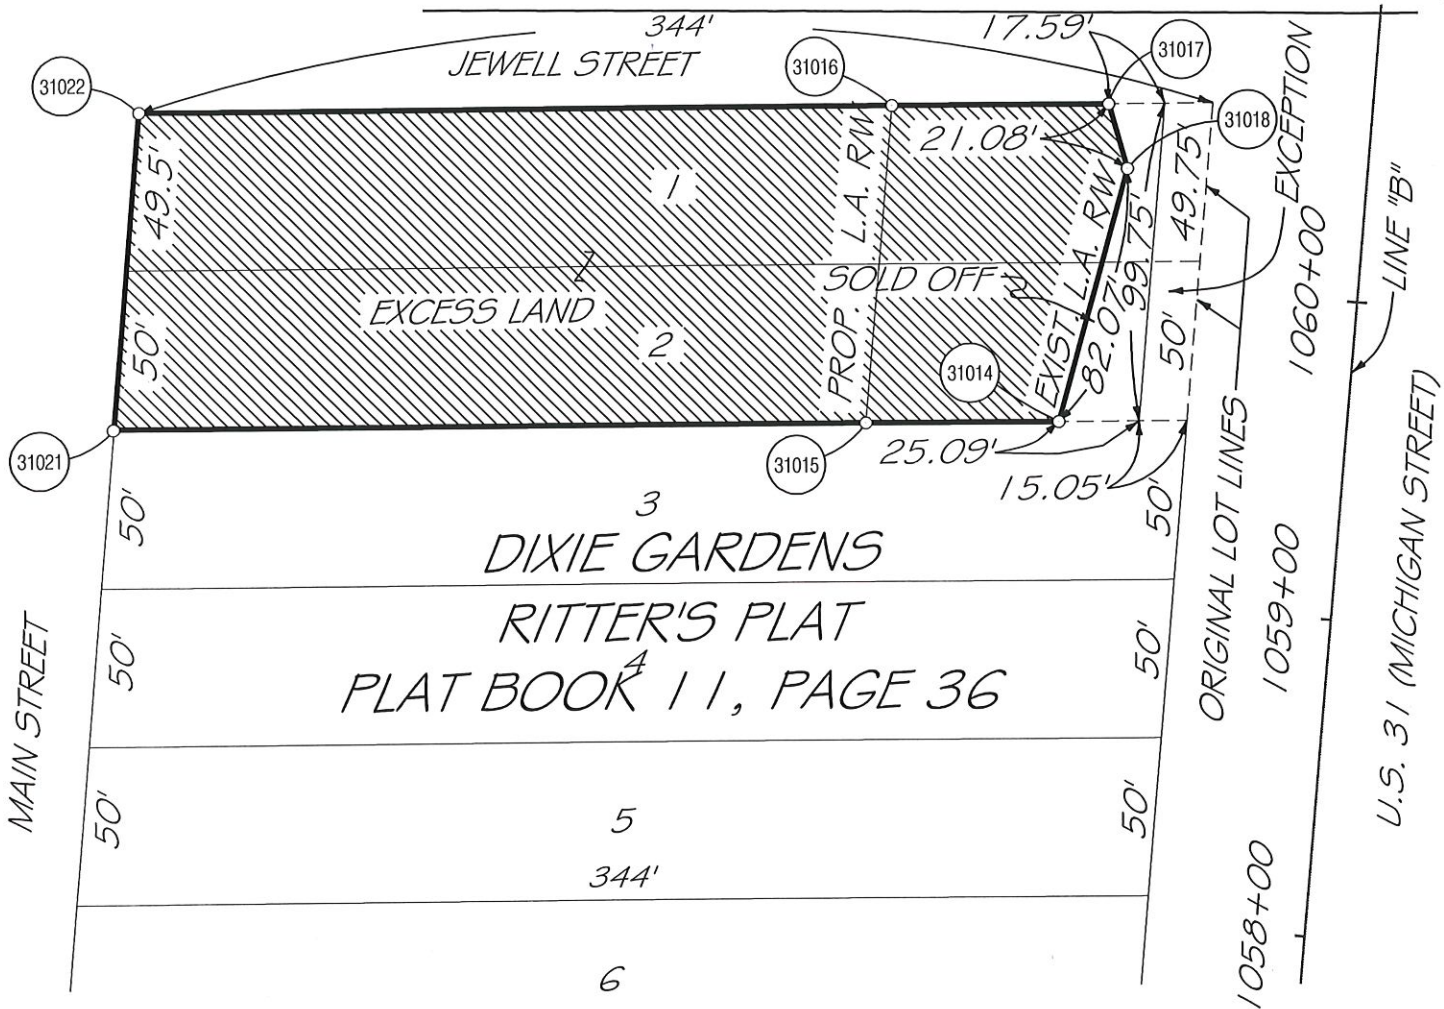 344'
17.59'
JEWELL STREET
31022
31016
31017
31018
EXCEPTION
21.08'
49.5'
1
PROP. L.A. RW
EXIST. L.A. RW
99.75'
49.75'
LINE "B"
1060+00
SOLD OFF
EXCESS LAND
50'
2
31014
82.07'
50'
31021
31015
25.09'
15.05'
50'
3
50'
DIXIE GARDENS
ORIGINAL LOT LINES
1059+00
U.S. 31 (MICHIGAN STREET)
RITTER'S PLAT
MAIN STREET
50'
4
50'
PLAT BOOK 11, PAGE 36
50'
5
50'
344'
1058+00
6